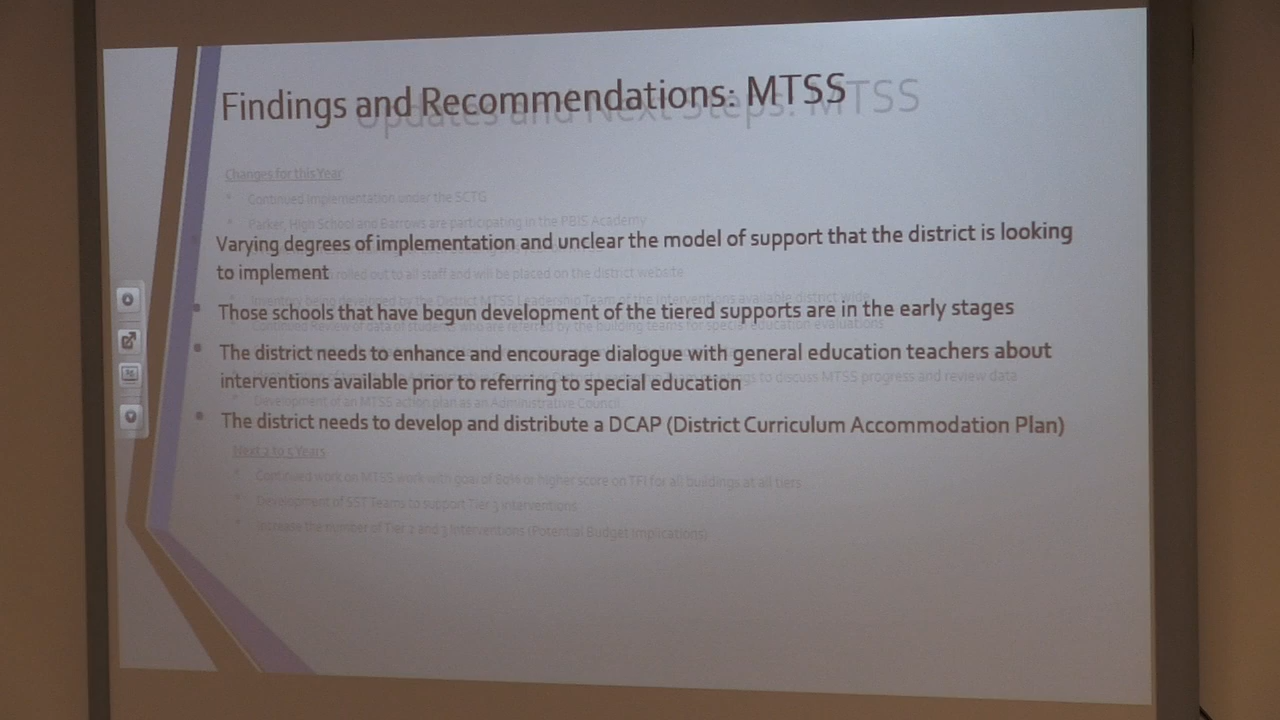 Findings and Recommendations: MTSS
Updates and Next Steps: MTSS
Changes for this Year
Continued Implementation under the SCTG
Parker, High School and Barrows are participating in the PBIS Academy
Varying degrees of implementation and unclear the model of support that the district is looking
to implement
rolled out to all staff and will be placed on the district website
Inventory being developed by the District MTSS Leadership Team of the interventions available district wide
Those schools that have begun development of the tiered supports are in the early stages
Continued Review of data of students who are referred by the building teams for special education evaluations
The district needs to enhance and encourage dialogue with general education teachers about
interventions available prior to referring to special education
to discuss MTSS progress and review data
Development of an MTSS action plan as an Administrative Council
The district needs to develop and distribute a DCAP (District Curriculum Accommodation Plan)
Next 2 to 5 Years
Continued work on MTSS work with goal of 80% or higher score on TFI for all buildings at all tiers
Development of SST Teams to support Tier 3 interventions
Increase the number of Tier 2 and 3 Interventions (Potential Budget Implications)